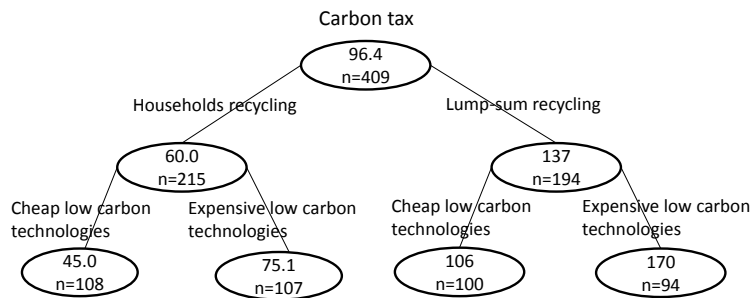 Carbon tax
96.4
n=409
Households recycling
Lump-sum recycling
60.0
n=215
137
n=194
Cheap low carbon
technologies
Expensive low carbon
technologies
Cheap low carbon
technologies
Expensive low carbon
technologies
45.0
n=108
75.1
n=107
106
n=100
170
n=94